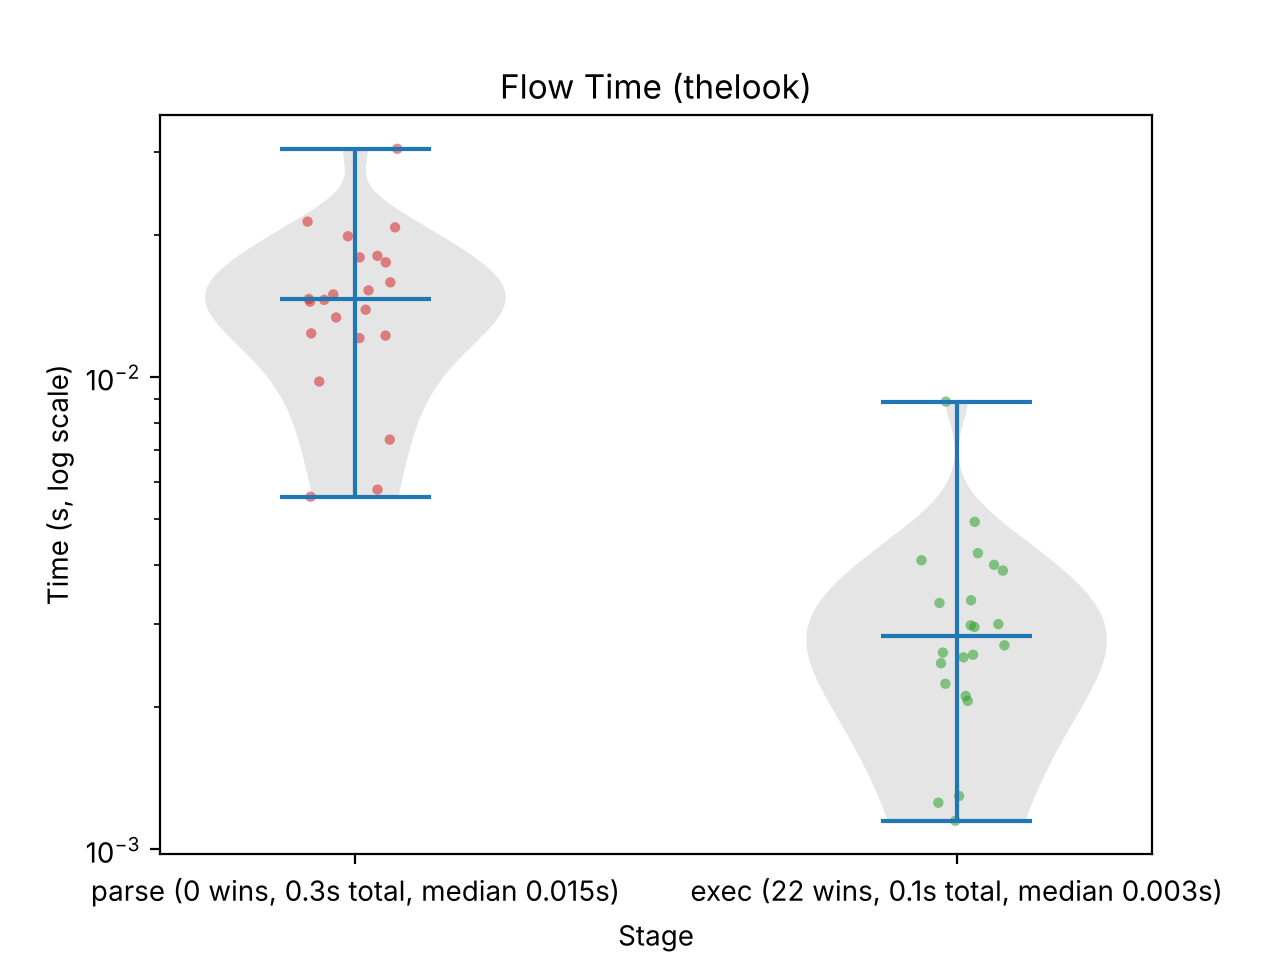 Flow Time (thelook)
Time (s, log scale)
10⁻²
10⁻³
parse (0 wins, 0.3s total, median 0.015s)
exec (22 wins, 0.1s total, median 0.003s)
Stage